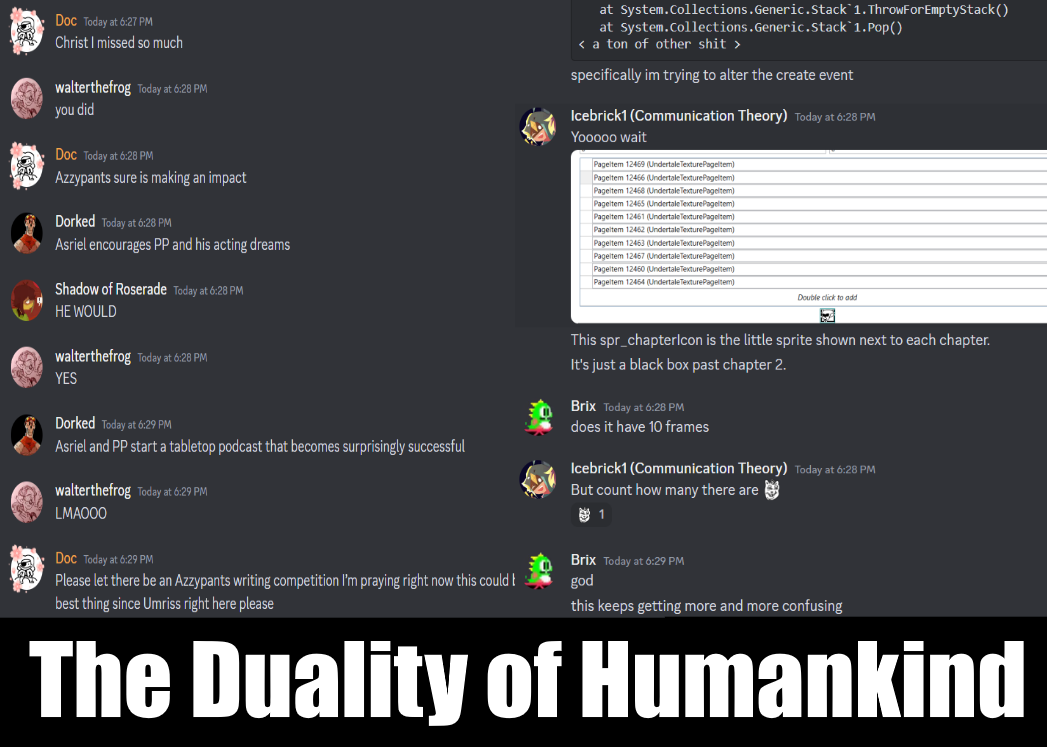 Doc Today at 6:27 PM
Christ I missed so much
walterthefrog Today at 6:28 PM
you did
Doc Today at 6:28 PM
Azzypants sure is making an impact
Dorked Today at 6:28 PM
Asriel encourages PP and his acting dreams
Shadow of Roserade Today at 6:28 PM
HE WOULD
walterthefrog Today at 6:28 PM
YES
Dorked Today at 6:29 PM
Asriel and PP start a tabletop podcast that becomes surprisingly successful
walterthefrog Today at 6:29 PM
LMAOOO
Doc Today at 6:29 PM
Please let there be an Azzypants writing competition I'm praying right now this could
best thing since Umriss right here please
at System.Collections.Generic.Stack`1.ThrowForEmptyStack()
at System.Collections.Generic.Stack`1.Pop()
< a ton of other shit >
specifically im trying to alter the create event
Icebrick1 (Communication Theory) Today at 6:28 PM
Yooooo wait
PageItem 12469 (UndertaleTexturePageItem)
PageItem 12466 (UndertaleTexturePageItem)
PageItem 12468 (UndertaleTexturePageItem)
PageItem 12465 (UndertaleTexturePageItem)
PageItem 12461 (UndertaleTexturePageItem)
PageItem 12462 (UndertaleTexturePageItem)
PageItem 12463 (UndertaleTexturePageItem)
PageItem 12467 (UndertaleTexturePageItem)
PageItem 12460 (UndertaleTexturePageItem)
PageItem 12464 (UndertaleTexturePageItem)
Double click to add
This spr_chapterIcon is the little sprite shown next to each chapter.
It's just a black box past chapter 2.
Brix Today at 6:28 PM
does it have 10 frames
Icebrick1 (Communication Theory) Today at 6:28 PM
But count how many there are
1
Brix Today at 6:29 PM
god
this keeps getting more and more confusing
The Duality of Humankind